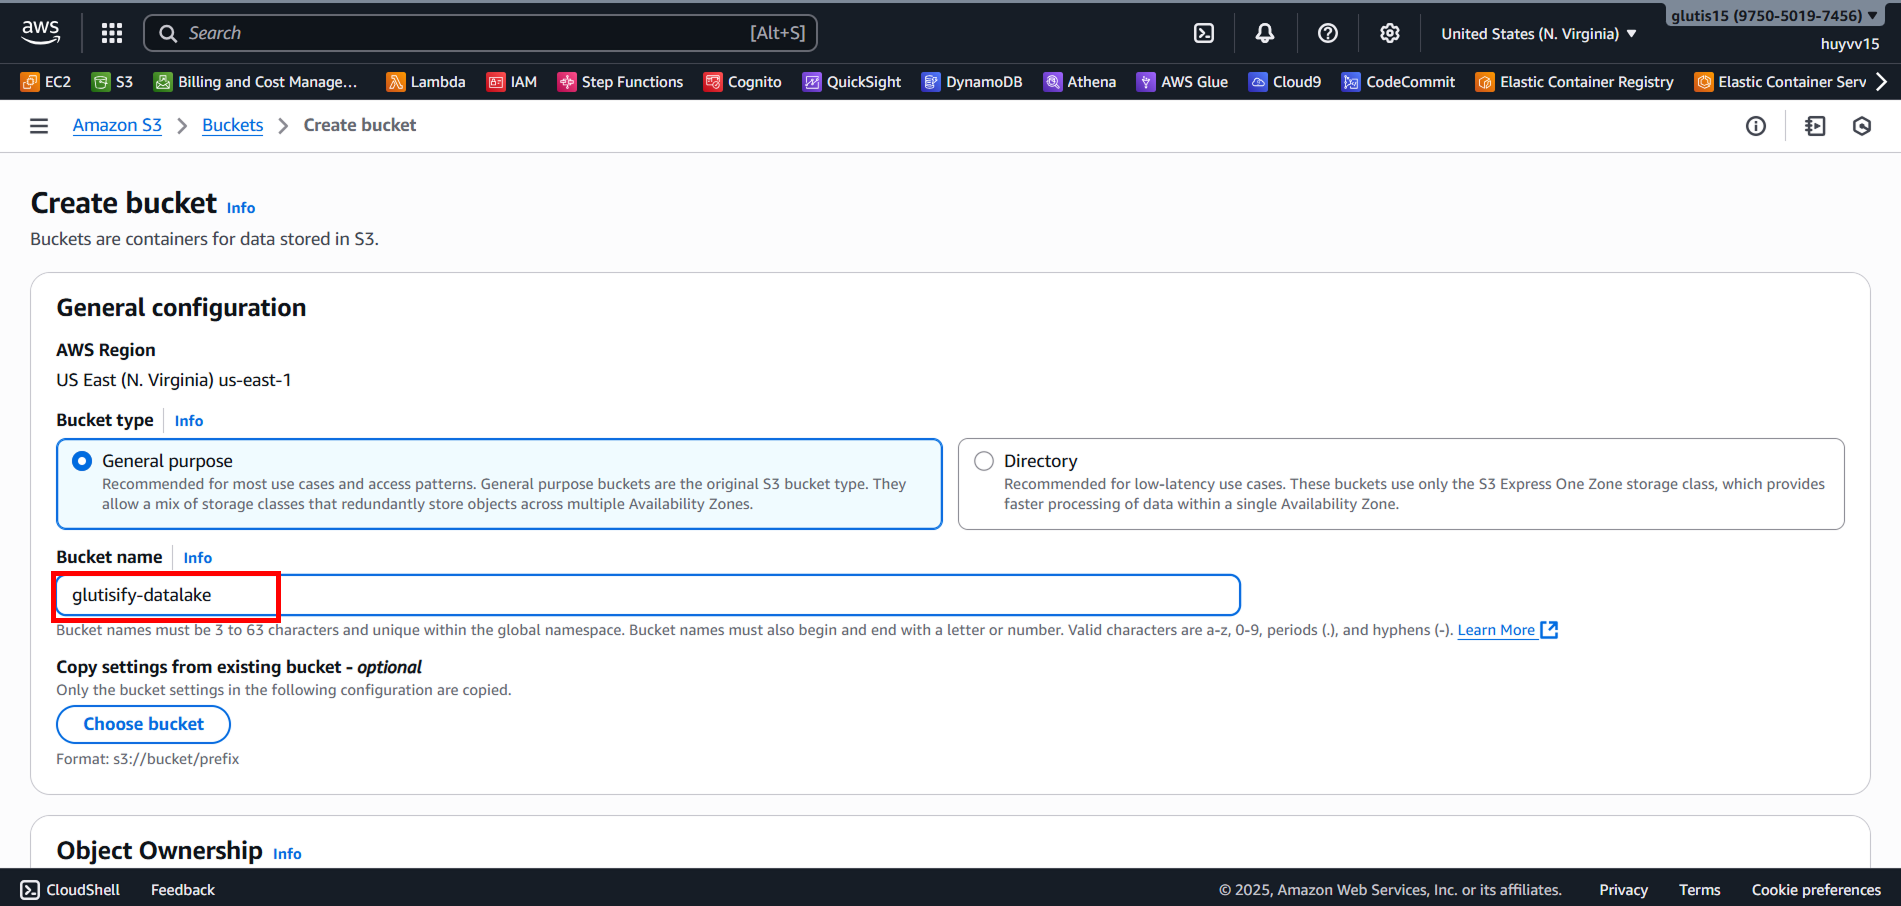 aws Search [Alt+S] United States (N. Virginia) ▼ glutis15 (9750-5019-7456) ▼
huyvv15
EC2 S3 Billing and Cost Manage... Lambda IAM Step Functions Cognito QuickSight DynamoDB Athena AWS Glue Cloud9 CodeCommit Elastic Container Registry Elastic Container Serv
Amazon S3 > Buckets > Create bucket
Create bucket Info
Buckets are containers for data stored in S3.
General configuration
AWS Region
US East (N. Virginia) us-east-1
Bucket type Info
General purpose
Recommended for most use cases and access patterns. General purpose buckets are the original S3 bucket type. They
allow a mix of storage classes that redundantly store objects across multiple Availability Zones.
Directory
Recommended for low-latency use cases. These buckets use only the S3 Express One Zone storage class, which provides
faster processing of data within a single Availability Zone.
Bucket name Info
glutisify-datalake
Bucket names must be 3 to 63 characters and unique within the global namespace. Bucket names must also begin and end with a letter or number. Valid characters are a-z, 0-9, periods (.), and hyphens (-). Learn More
Copy settings from existing bucket - optional
Only the bucket settings in the following configuration are copied.
Choose bucket
Format: s3://bucket/prefix
Object Ownership Info
CloudShell Feedback © 2025, Amazon Web Services, Inc. or its affiliates. Privacy Terms Cookie preferences